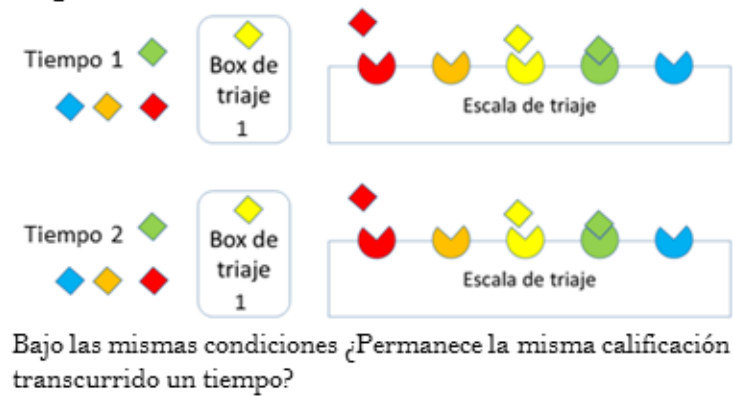 Tiempo 1
Box de
triaje
1
Escala de triaje
Tiempo 2
Box de
triaje
1
Escala de triaje
Bajo las mismas condiciones ¿Permanece la misma calificación
transcurrido un tiempo?